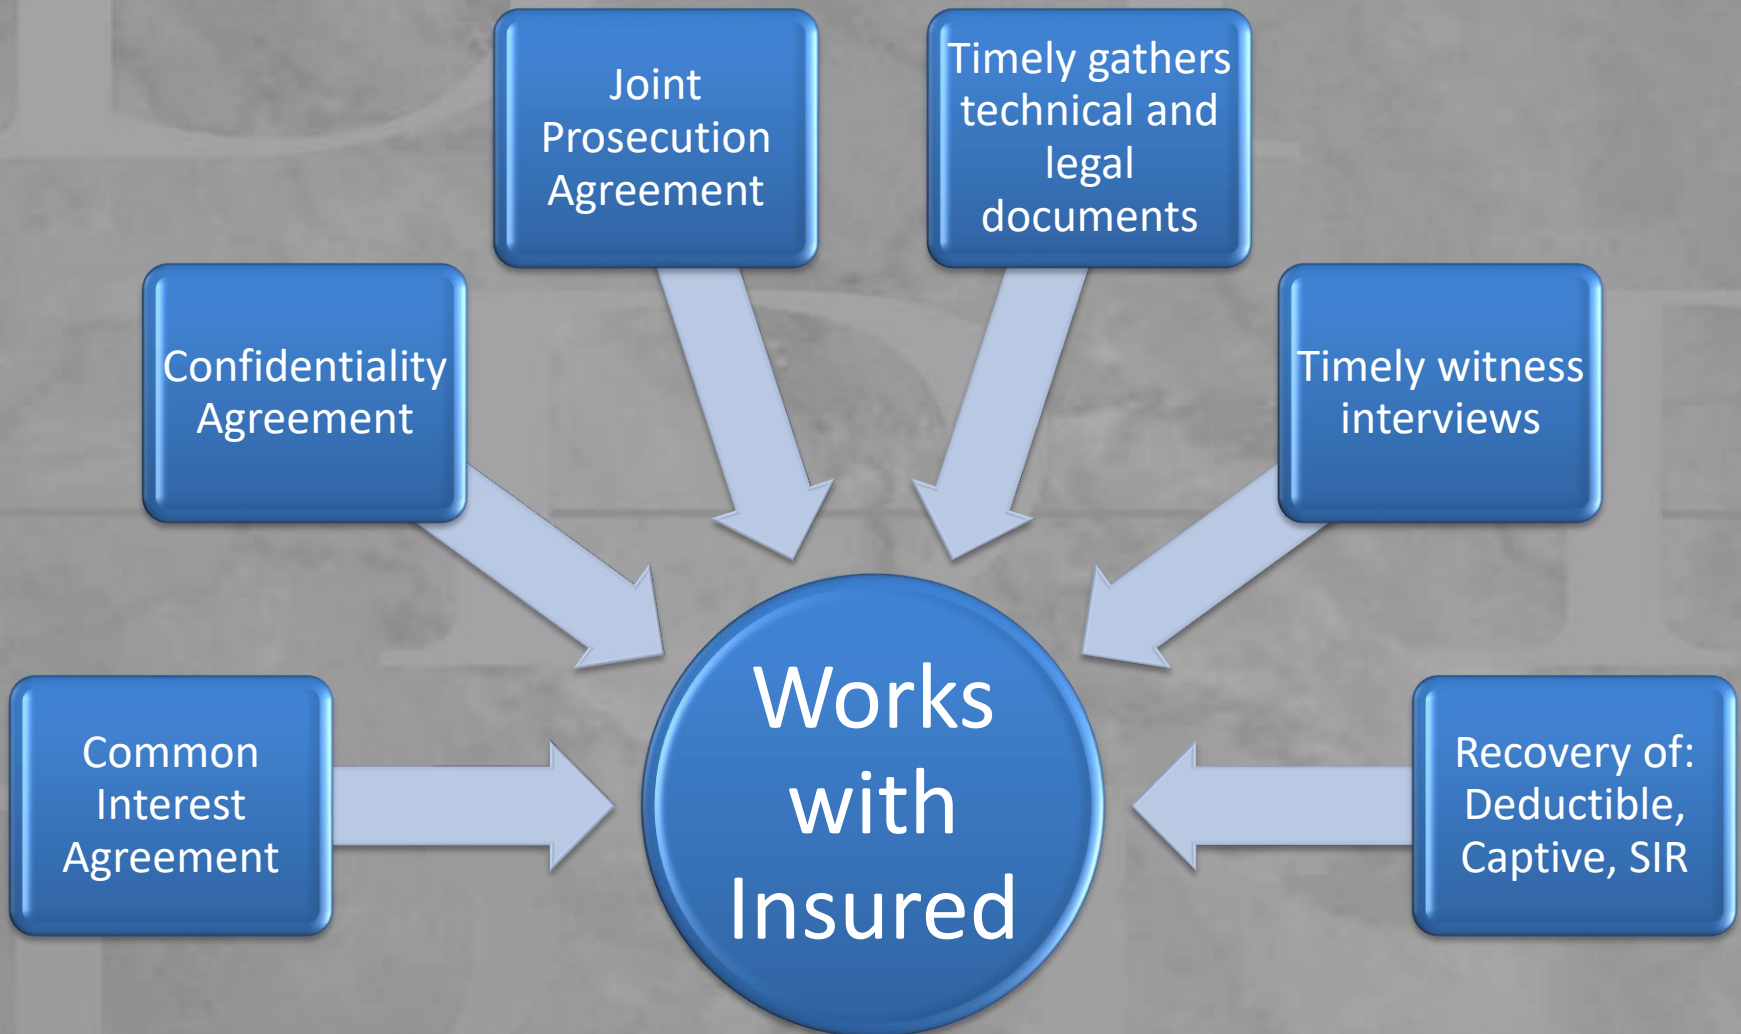 Joint
Prosecution
Agreement
Timely gathers
technical and
legal
documents
Confidentiality
Agreement
Timely witness
interviews
Common
Interest
Agreement
Works
with
Insured
Recovery of:
Deductible,
Captive, SIR